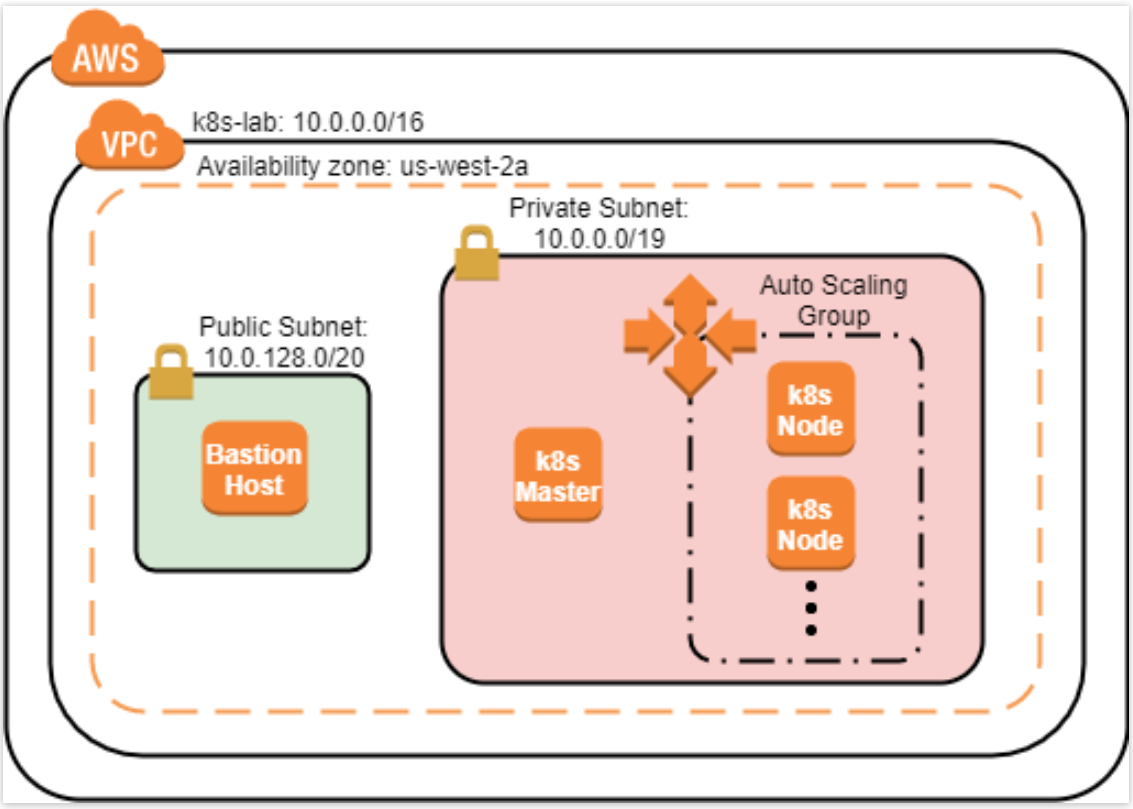 AWS
k8s-lab: 10.0.0.0/16
VPC
Availability zone: us-west-2a
Private Subnet:
10.0.0.0/19
Auto Scaling
Group
Public Subnet:
10.0.128.0/20
Bastion
Host
k8s
Master
k8s
Node
k8s
Node